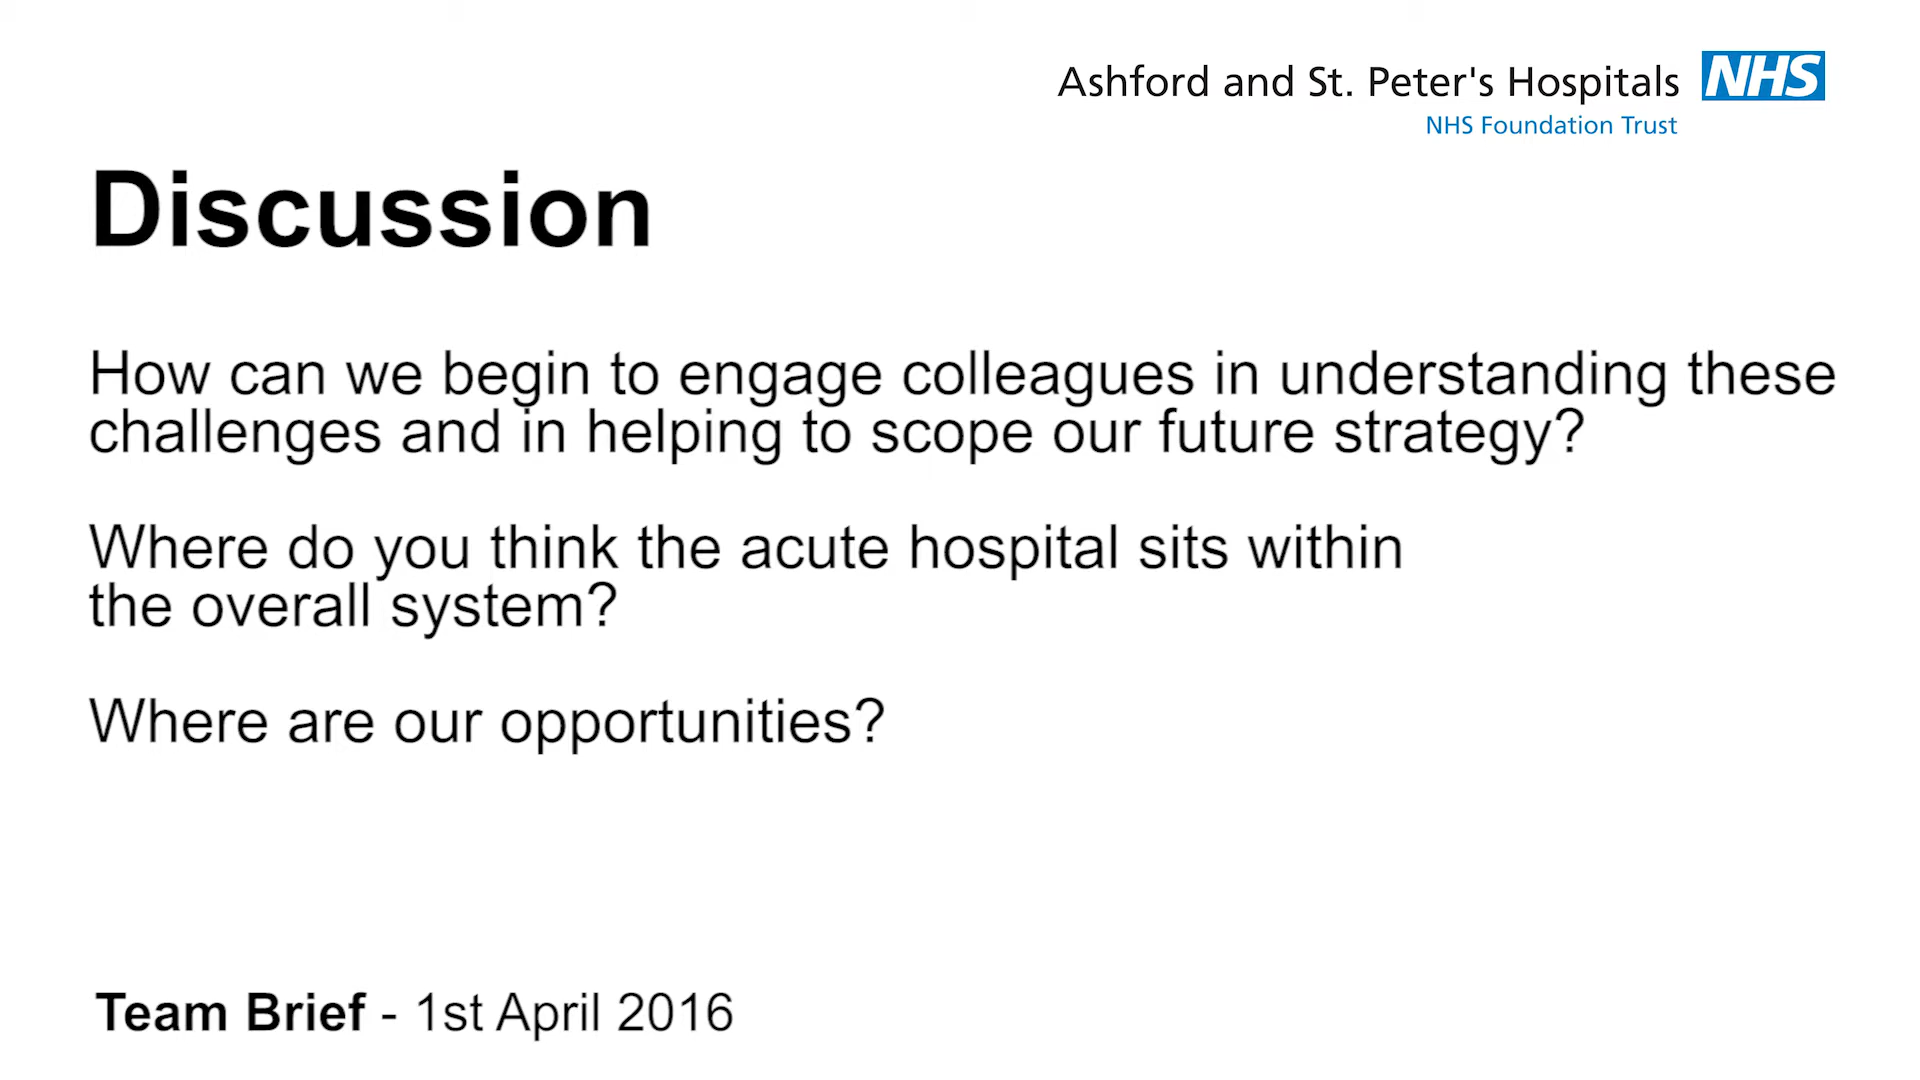 Ashford and St. Peter's Hospitals NHS
NHS Foundation Trust
Discussion
How can we begin to engage colleagues in understanding these
challenges and in helping to scope our future strategy?
Where do you think the acute hospital sits within
the overall system?
Where are our opportunities?
Team Brief - 1st April 2016